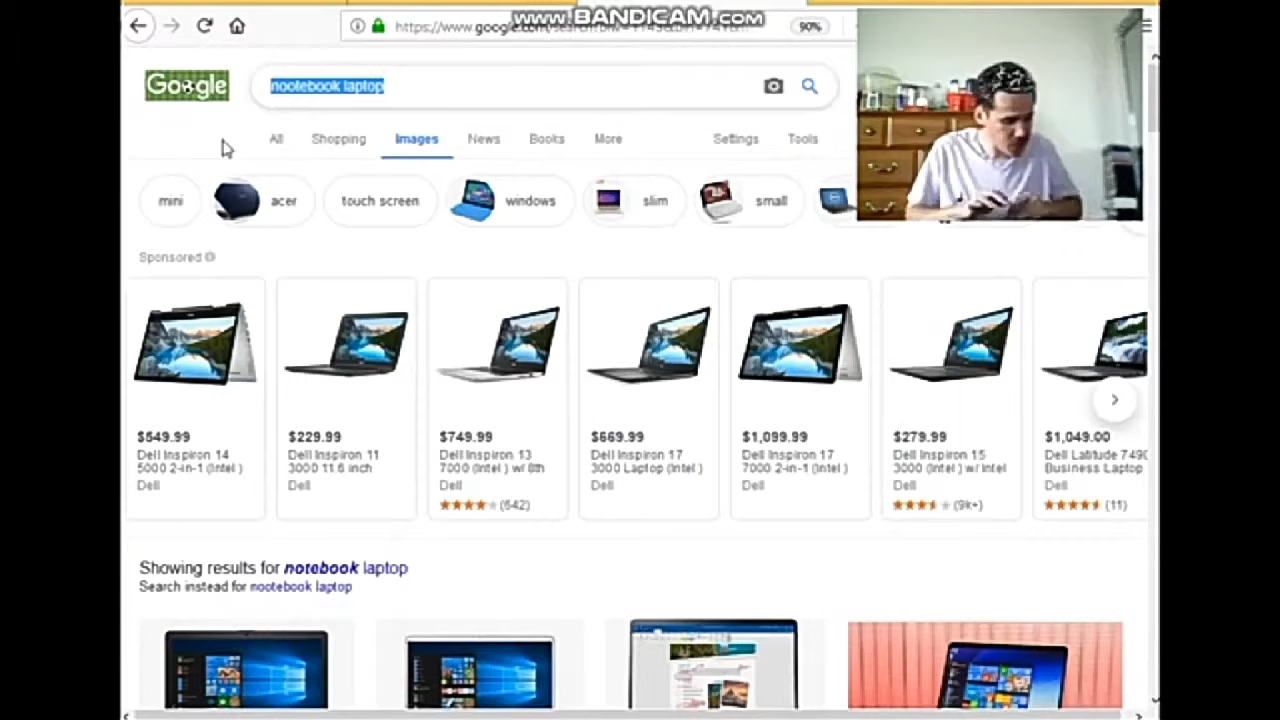 www.BANDICAM.com
https://www.google.com/search?
90%
Google
nootebook laptop
All Shopping Images News Books More Settings Tools
mini acer touch screen windows slim small
Sponsored
$549.99
Dell Inspiron 14
5000 2-in-1 (Intel )
Dell
$229.99
Dell Inspiron 11
3000 11.6 inch
Dell
$749.99
Dell Inspiron 13
7000 (Intel ) w/ 8th
Dell
(642)
$669.99
Dell Inspiron 17
3000 Laptop (Intel )
Dell
$1,099.99
Dell Inspiron 17
7000 2-in-1 (Intel )
Dell
$279.99
Dell Inspiron 15
3000 (Intel ) w/ Intel
Dell
(9k+)
$1,049.00
Dell Latitude 7490
Business Laptop
Dell
(11)
Showing results for notebook laptop
Search instead for nootebook laptop